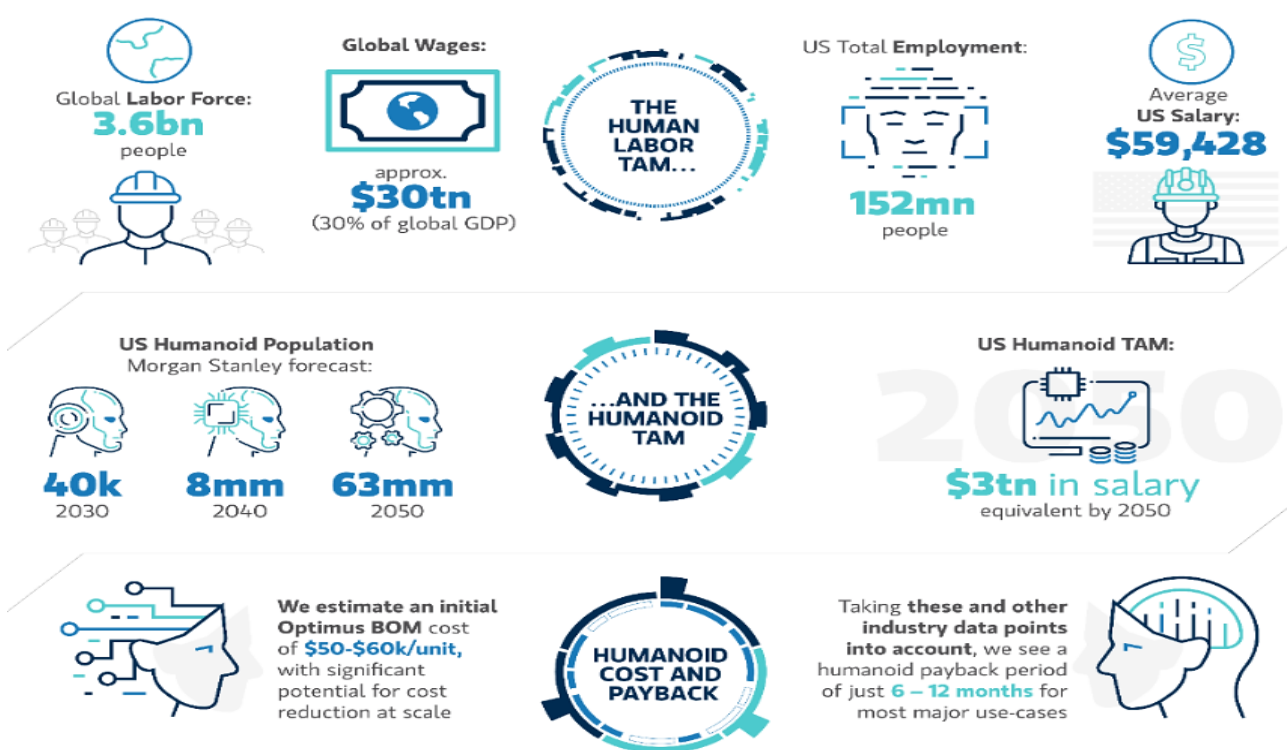 Global Labor Force:
3.6bn
people
Global Wages:
approx.
$30tn
(30% of global GDP)
THE
HUMAN
LABOR
TAM...
US Total Employment:
152mn
people
$
Average
US Salary:
$59,428
US Humanoid Population
Morgan Stanley forecast:
40k
2030
8mm
2040
63mm
2050
...AND THE
HUMANOID
TAM
2050
US Humanoid TAM:
$3tn in salary
equivalent by 2050
We estimate an initial
Optimus BOM cost
of $50-$60k/unit,
with significant
potential for cost
reduction at scale
HUMANOID
COST AND
PAYBACK
Taking these and other
industry data points
into account, we see a
humanoid payback period
of just 6 – 12 months for
most major use-cases